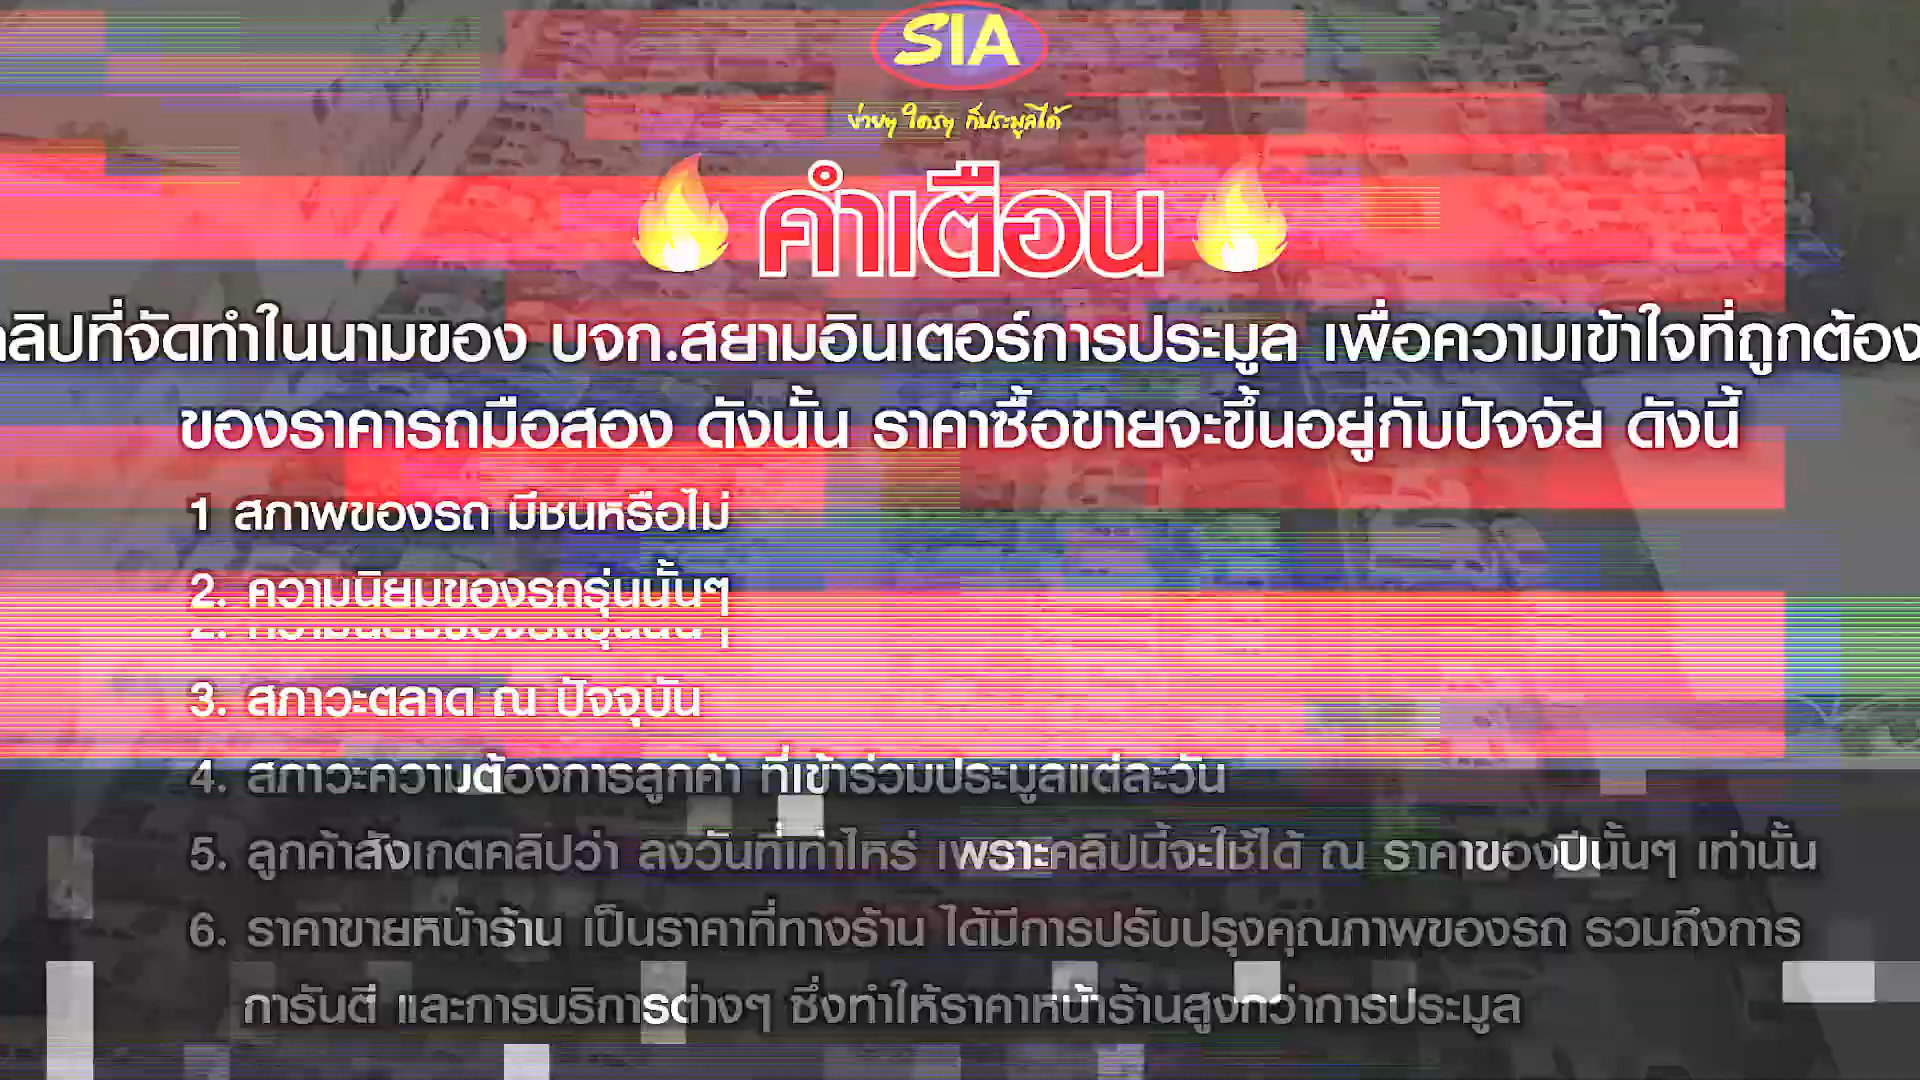 SIA
ง่ายๆ ใครๆ ก็ประมูลได้
คำเตือน
คลิปที่จัดทำในนามของ บจก.สยามอินเตอร์การประมูล เพื่อความเข้าใจที่ถูกต้อง
ของราคารถมือสอง ดังนั้น ราคาซื้อขายจะขึ้นอยู่กับปัจจัย ดังนี้
1 สภาพของรถ มีชนหรือไม่
2. ความนิยมของรถรุ่นนั้นๆ
3. สภาวะตลาด ณ ปัจจุบัน
4. สภาวะความต้องการลูกค้า ที่เข้าร่วมประมูลแต่ละวัน
5. ลูกค้าสังเกตคลิปว่า ลงวันที่เท่าไหร่ เพราะคลิปนี้จะใช้ได้ ณ ราคาของปีนั้นๆ เท่านั้น
6. ราคาขายหน้าร้าน เป็นราคาที่ทางร้าน ได้มีการปรับปรุงคุณภาพของรถ รวมถึงการ
การันตี และการบริการต่างๆ ซึ่งทำให้ราคาหน้าร้านสูงกว่าการประมูล